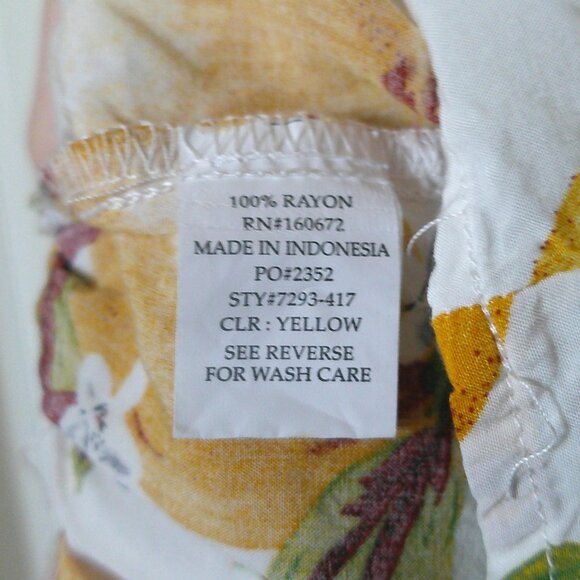 100% RAYON
RN#160672
MADE IN INDONESIA
PO#2352
STY#7293-417
CLR : YELLOW
SEE REVERSE
FOR WASH CARE